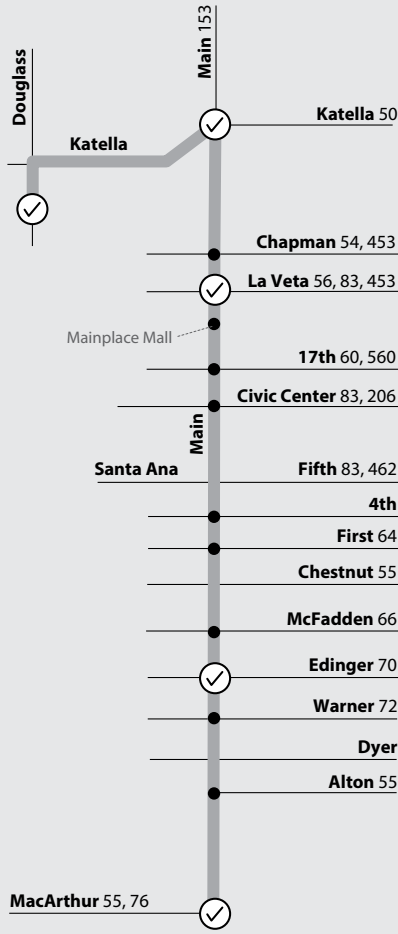 Main 153
Douglass
Katella 50
Katella
Chapman 54, 453
La Veta 56, 83, 453
Mainplace Mall
17th 60, 560
Civic Center 83, 206
Main
Santa Ana
Fifth 83, 462
4th
First 64
Chestnut 55
McFadden 66
Edinger 70
Warner 72
Dyer
Alton 55
MacArthur 55, 76